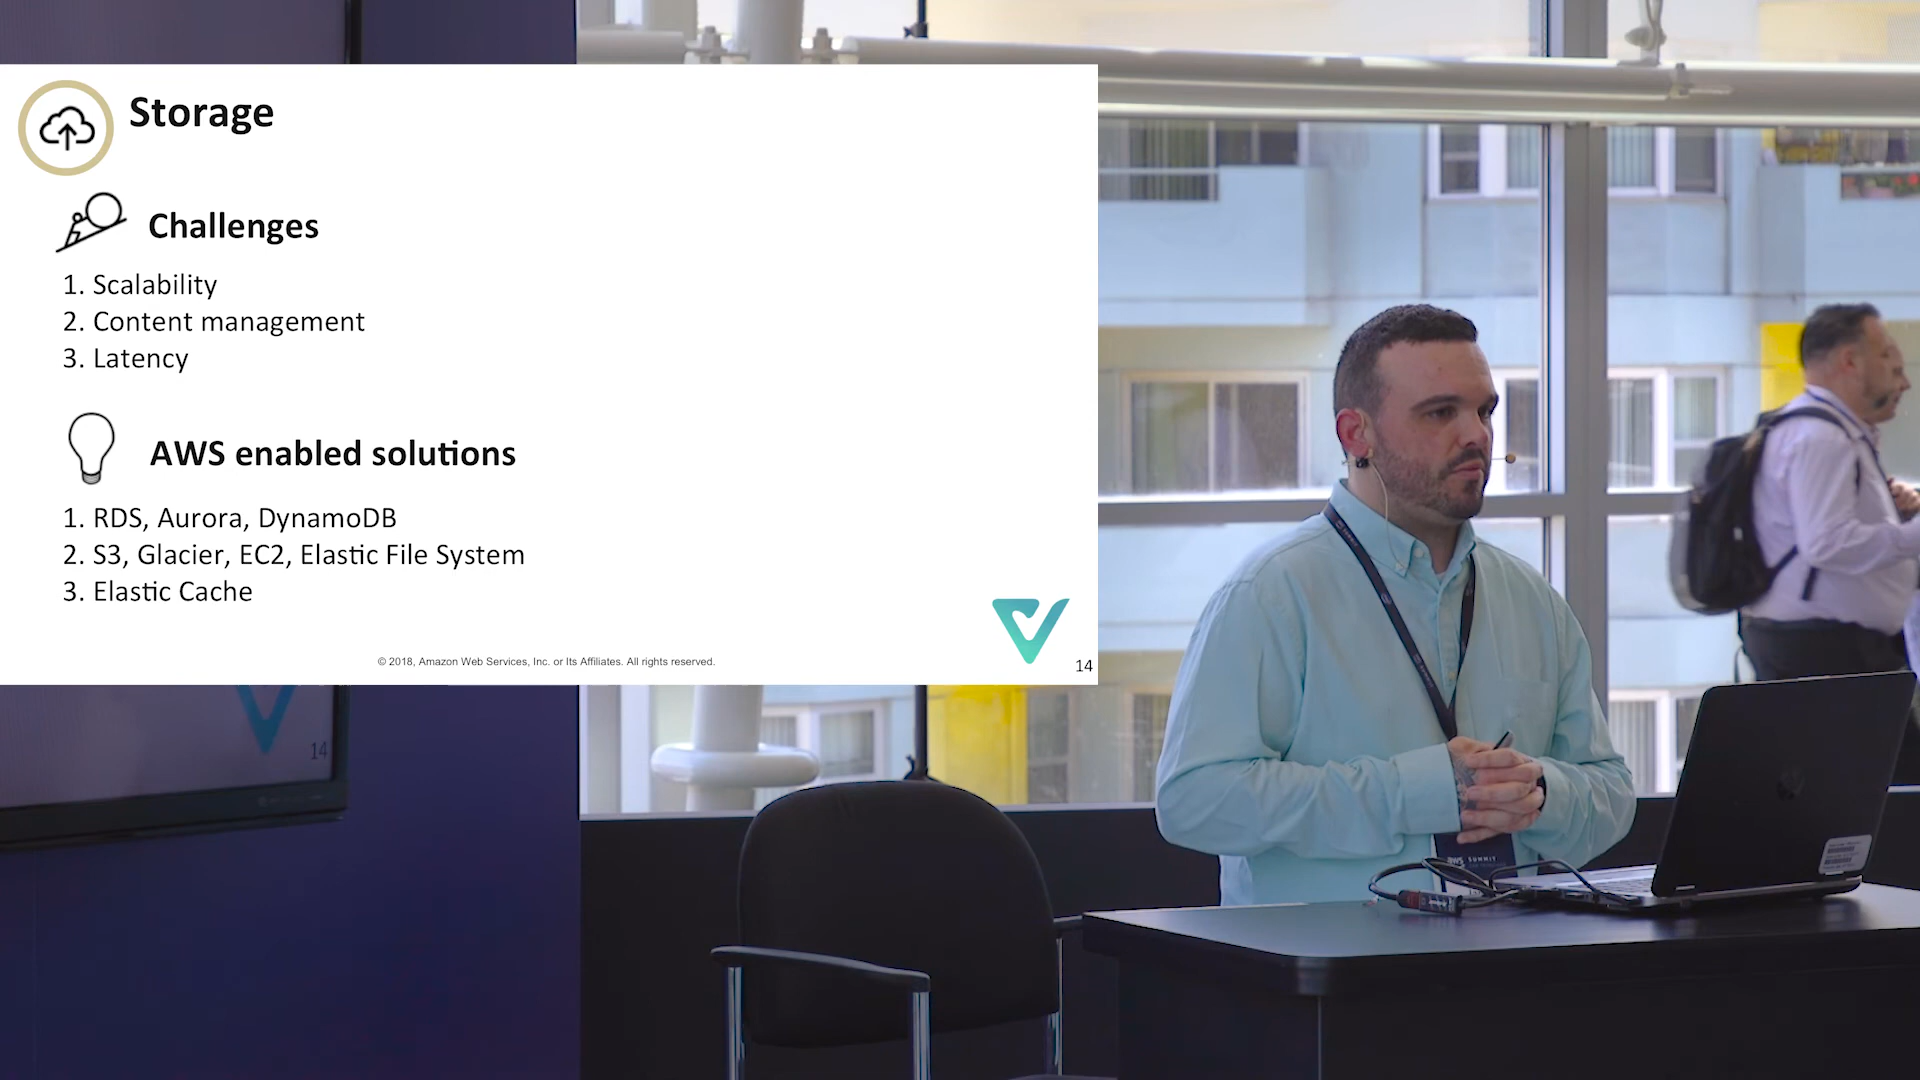 Storage
Challenges
1. Scalability
2. Content management
3. Latency
AWS enabled solutions
1. RDS, Aurora, DynamoDB
2. S3, Glacier, EC2, Elastic File System
3. Elastic Cache
© 2018, Amazon Web Services, Inc. or Its Affiliates. All rights reserved.
14
14
aws SUMMIT